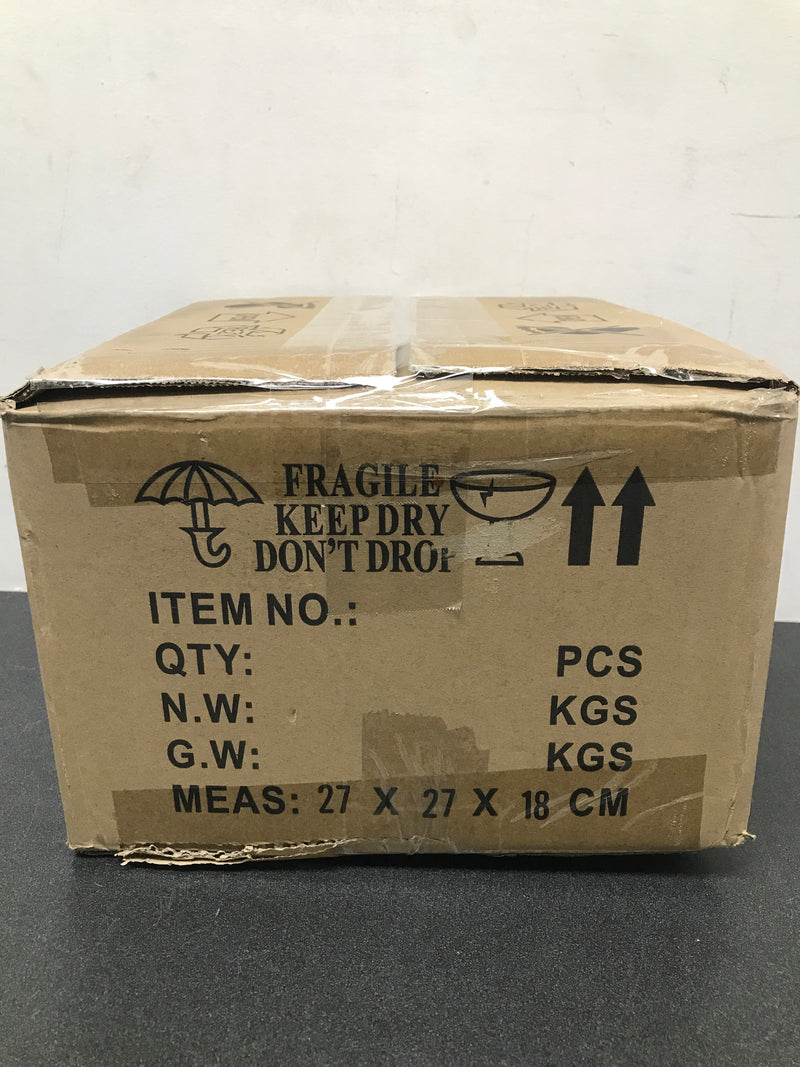 FRAGILE
KEEP DRY
DON'T DROP
ITEM NO.:
QTY: PCS
N.W: KGS
G.W: KGS
MEAS: 27 X 27 X 18 CM